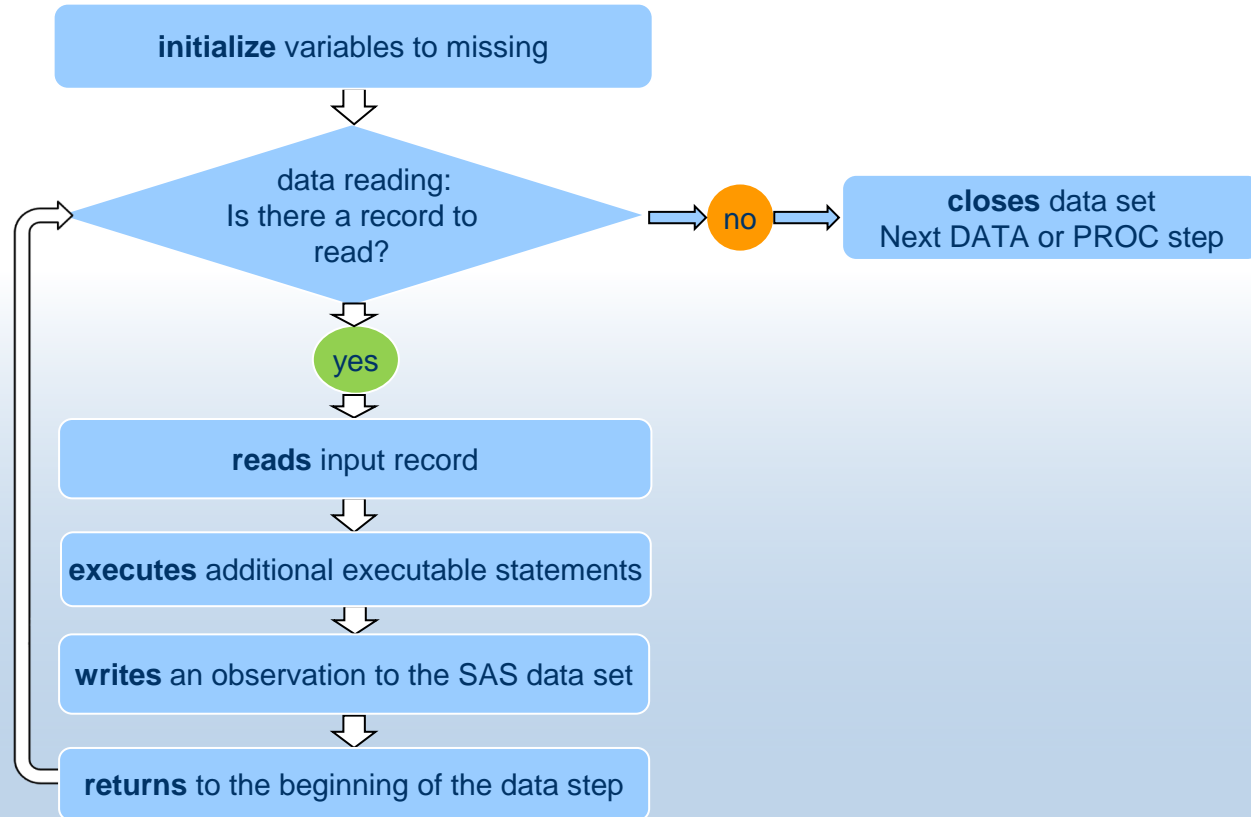 initialize variables to missing
data reading:
Is there a record to
read?
no
closes data set
Next DATA or PROC step
yes
reads input record
executes additional executable statements
writes an observation to the SAS data set
returns to the beginning of the data step